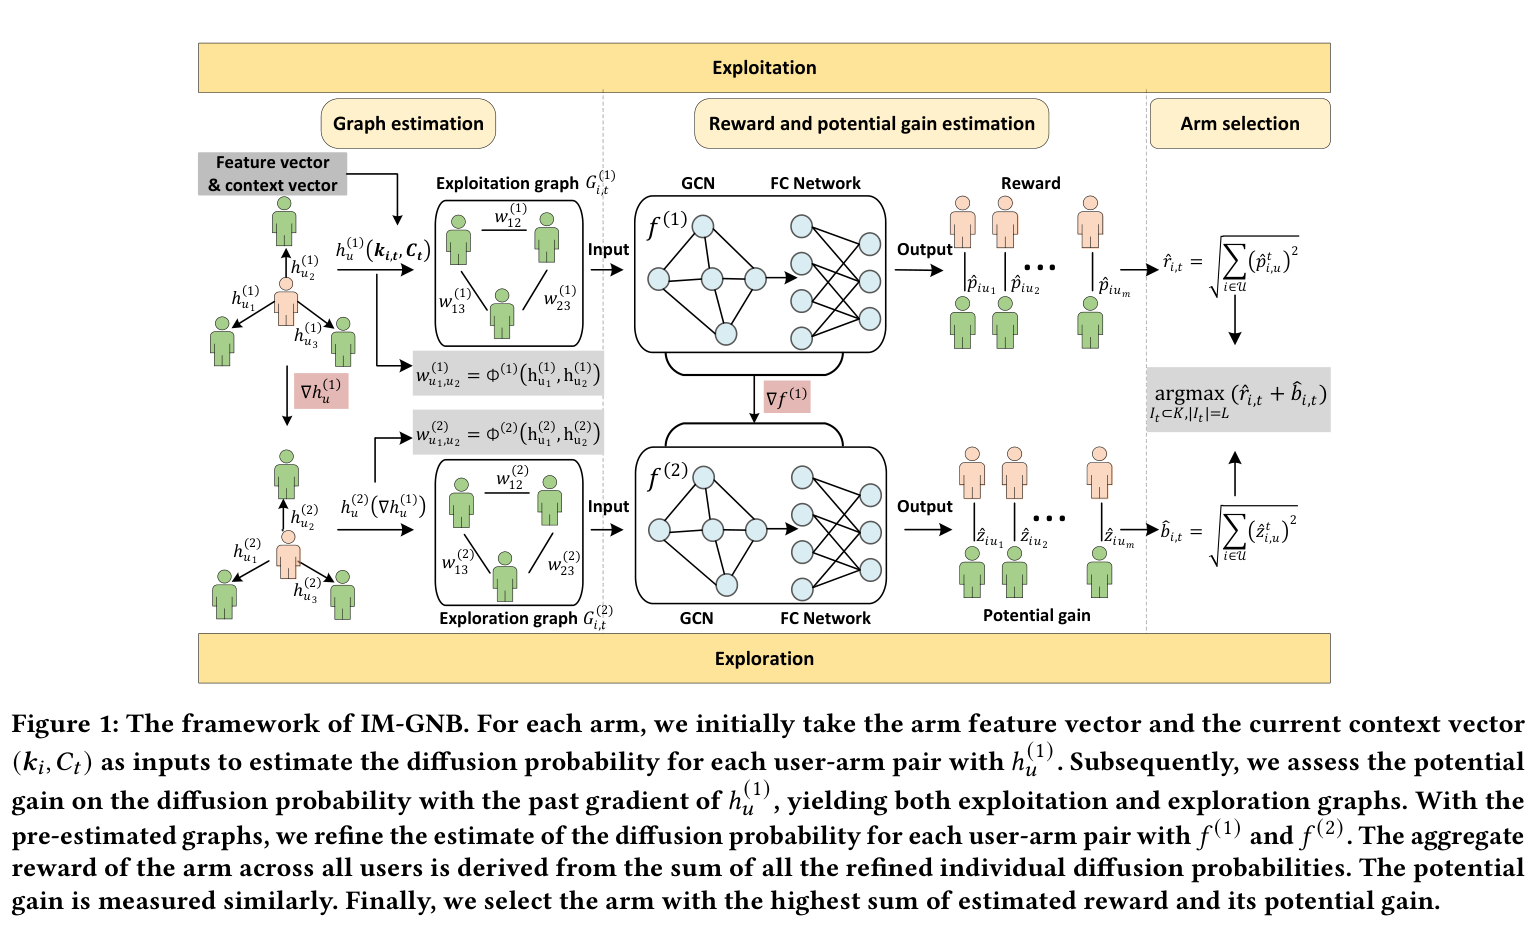 Exploitation
Graph estimation
Reward and potential gain estimation
Arm selection
Feature vector
& context vector
Exploitation graph G_{i,t}^{(1)}
GCN
FC Network
Reward
h_{u_2}^{(1)}
h_{u_1}^{(1)}
h_{u_3}^{(1)}
h_u^{(1)}(k_{i,t}, C_t)
w_{12}^{(1)}
w_{13}^{(1)}
w_{23}^{(1)}
Input
f^{(1)}
Output
p̂_{iu_1}
p̂_{iu_2}
...
p̂_{iu_m}
r̂_{i,t} = √(∑_{i∈𝒰} (p̂_{i,u}^t)^2)
w_{u_1,u_2}^{(1)} = Φ^{(1)}(h_{u_1}^{(1)}, h_{u_2}^{(1)})
∇h_u^{(1)}
∇f^{(1)}
argmax (r̂_{i,t} + b̂_{i,t})
I_t⊂K,|I_t|=L
w_{u_1,u_2}^{(2)} = Φ^{(2)}(h_{u_1}^{(2)}, h_{u_2}^{(2)})
h_{u_2}^{(2)}
h_{u_1}^{(2)}
h_{u_3}^{(2)}
h_u^{(2)}(∇h_u^{(1)})
w_{12}^{(2)}
w_{13}^{(2)}
w_{23}^{(2)}
Input
f^{(2)}
Output
ẑ_{iu_1}
ẑ_{iu_2}
...
ẑ_{iu_m}
b̂_{i,t} = √(∑_{i∈𝒰} (ẑ_{i,u}^t)^2)
Exploration graph G_{i,t}^{(2)}
GCN
FC Network
Potential gain
Exploration
Figure 1: The framework of IM-GNB. For each arm, we initially take the arm feature vector and the current context vector
(k_i, C_t) as inputs to estimate the diffusion probability for each user-arm pair with h_u^{(1)}. Subsequently, we assess the potential
gain on the diffusion probability with the past gradient of h_u^{(1)}, yielding both exploitation and exploration graphs. With the
pre-estimated graphs, we refine the estimate of the diffusion probability for each user-arm pair with f^{(1)} and f^{(2)}. The aggregate
reward of the arm across all users is derived from the sum of all the refined individual diffusion probabilities. The potential
gain is measured similarly. Finally, we select the arm with the highest sum of estimated reward and its potential gain.